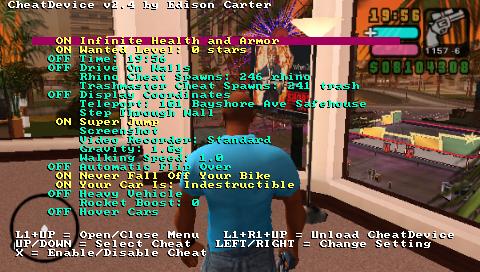 CheatDevice v2.4 by Edison Carter
19:56
ON Infinite Health and Armor
ON Wanted Level: 0 stars
1157-6
OFF Time: 19:56
$08104308
OFF Drive On Walls
Rhino Cheat Spawns: 246 rhino
Trashmaster Cheat Spawns: 241 trash
OFF Display Coordinates
Teleport: 101 Bayshore Ave Safehouse
Step Through Wall
ON Super Jump
Screenshot
Video Recorder: Standard
Gravity: 1.0g
Walking Speed: 1.0
OFF Automatic Flip Over
ON Never Fall Off Your Bike
ON Your Car Is: Indestructible
OFF Heavy Vehicle
Rocket Boost: 0
OFF Hover Cars
L1+UP = Open/Close Menu L1+R1+UP = Unload CheatDevice
UP/DOWN = Select Cheat LEFT/RIGHT = Change Setting
X = Enable/Disable Cheat